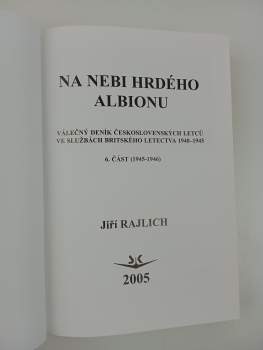 NA NEBI HRDÉHO
ALBIONU
VÁLEČNÝ DENÍK ČESKOSLOVENSKÝCH LETCŮ
VE SLUŽBÁCH BRITSKÉHO LETECTVA 1940–1945
6. ČÁST (1945-1946)
Jiří RAJLICH
2005